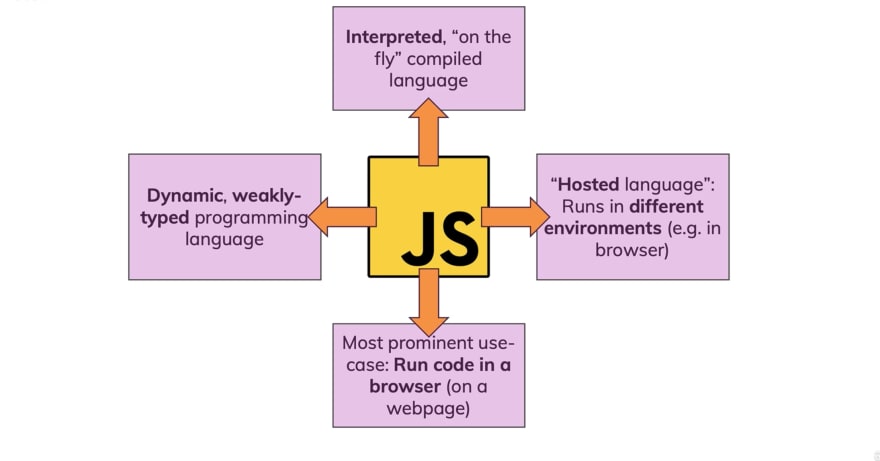 Interpreted, “on the
fly” compiled
language
Dynamic, weakly-
typed programming
language
JS
“Hosted language”:
Runs in different
environments (e.g. in
browser)
Most prominent use-
case: Run code in a
browser (on a
webpage)